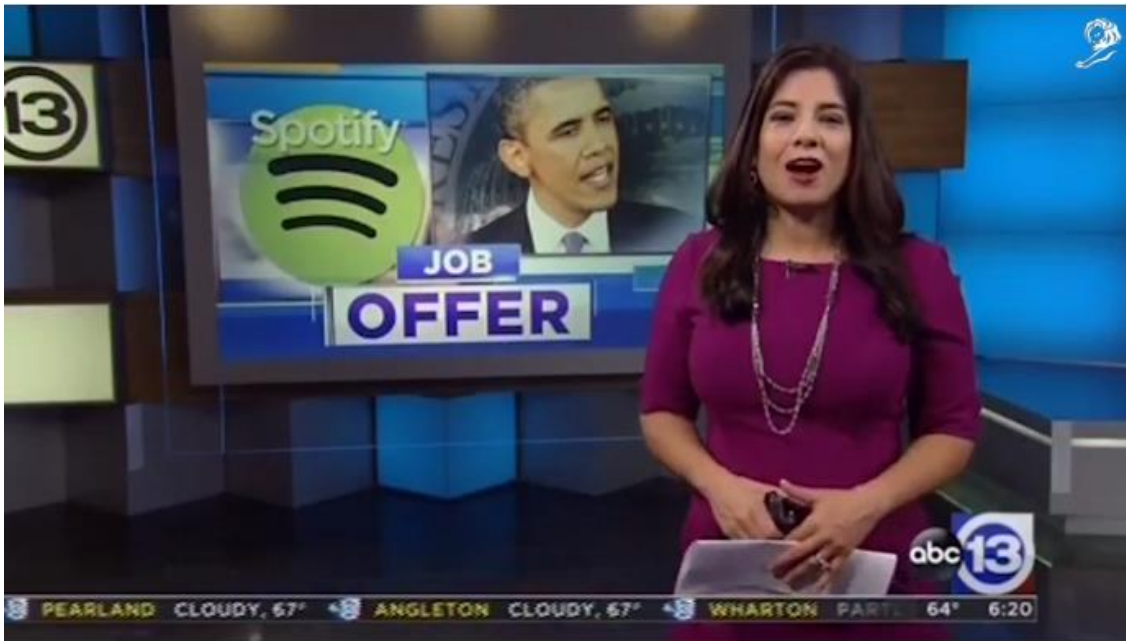 13
Spotify
JOB
OFFER
abc 13
PEARLAND CLOUDY, 67° ANGLETON CLOUDY, 67° WHARTON 64° 6:20